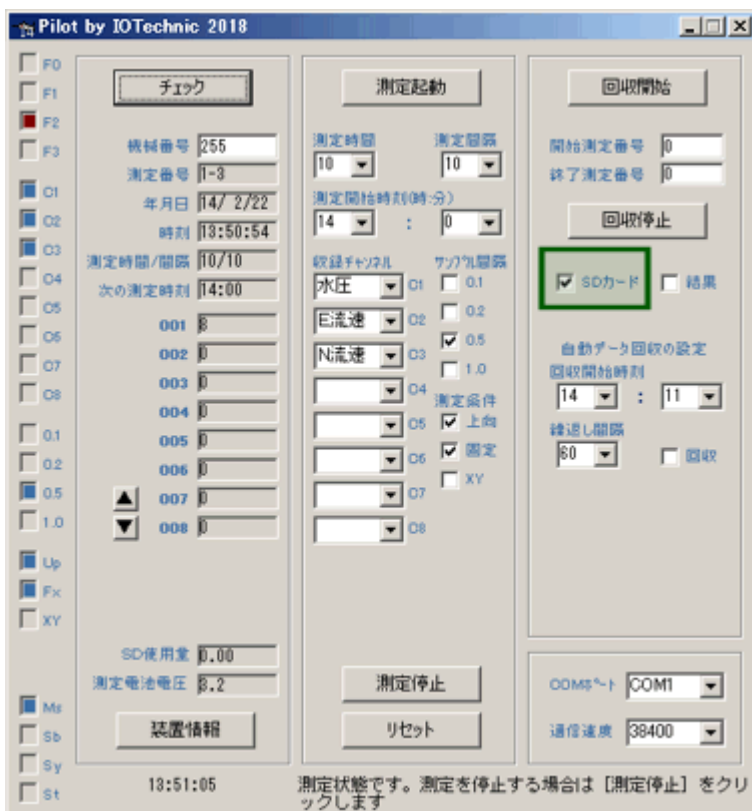 Pilot by IOTechnic 2018
F0
F1
F2
F3
C1
C2
C3
C4
C5
C6
C7
C8
0.1
0.2
0.5
1.0
Up
Fx
XY
Ms
Sb
Sy
St
チェック
機械番号 255
測定番号 1-3
年月日 14/ 2/22
時刻 13:50:54
測定時間/間隔 10/10
次の測定時刻 14:00
001 8
002 0
003 0
004 0
005 0
006 0
007 0
008 0
SD使用量 0.00
測定電池電圧 3.2
装置情報
13:51:05
測定起動
測定時間 測定間隔
10 10
測定開始時刻(時:分)
14 : 0
収録チャンネル サンプル間隔
水圧 C1 0.1
E流速 C2 0.2
N流速 C3 0.5
C4 1.0
測定条件
C5 上向
C6 固定
C7 XY
C8
測定停止
リセット
測定状態です。測定を停止する場合は [測定停止] をクリ
ックします
回収開始
開始測定番号 0
終了測定番号 0
回収停止
SDカード 結果
自動データ回収の設定
回収開始時刻
14 : 11
繰返し間隔
60 回収
COMポート COM1
通信速度 38400